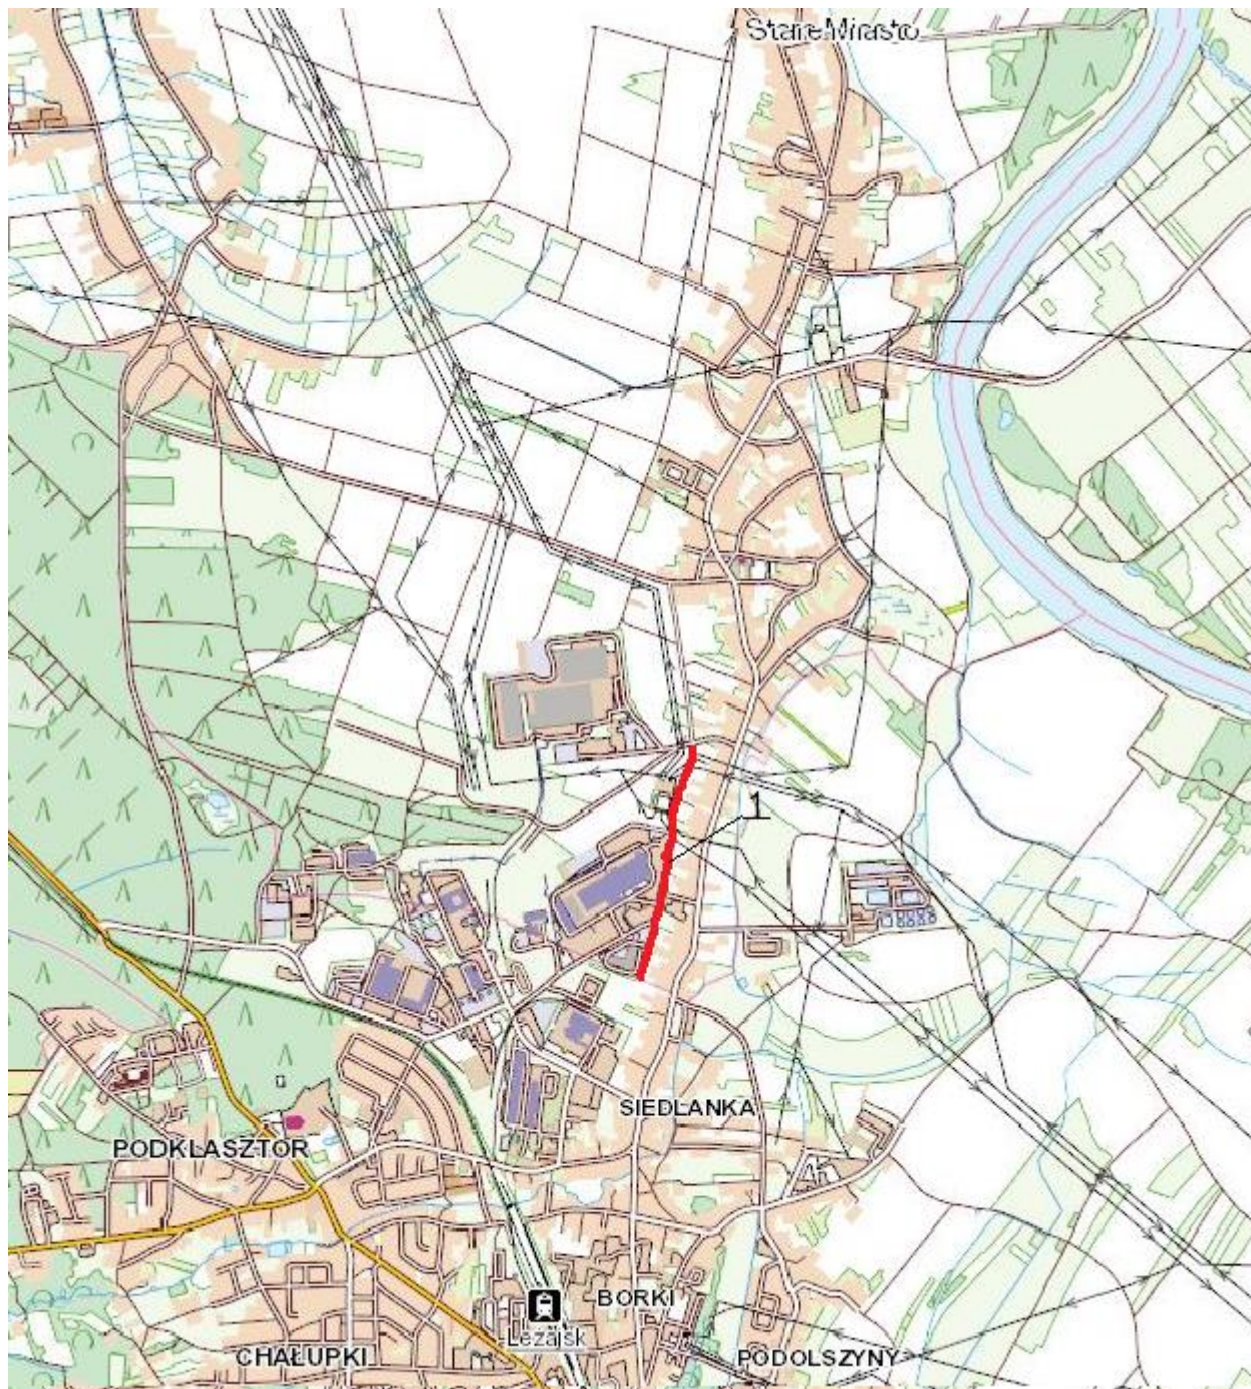 Stare Miasto
1
SIEDLANKA
PODKLASZTOR
BORKI
Leżajsk
CHAŁUPKI
PODOLSZYNY